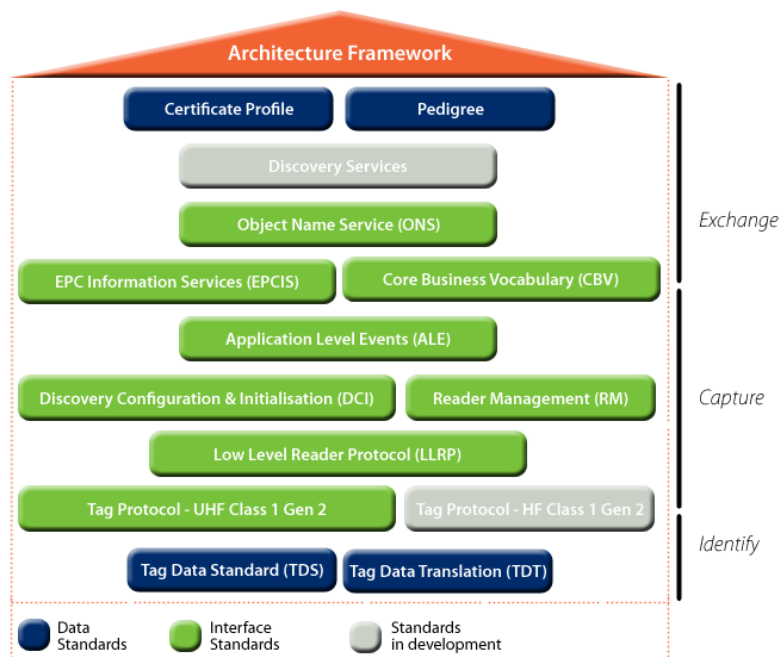 Architecture Framework
Certificate Profile
Pedigree
Discovery Services
Object Name Service (ONS)
Exchange
EPC Information Services (EPCIS)
Core Business Vocabulary (CBV)
Application Level Events (ALE)
Discovery Configuration & Initialisation (DCI)
Reader Management (RM)
Capture
Low Level Reader Protocol (LLRP)
Tag Protocol - UHF Class 1 Gen 2
Tag Protocol - HF Class 1 Gen 2
Identify
Tag Data Standard (TDS)
Tag Data Translation (TDT)
Data
Standards
Interface
Standards
Standards
in development